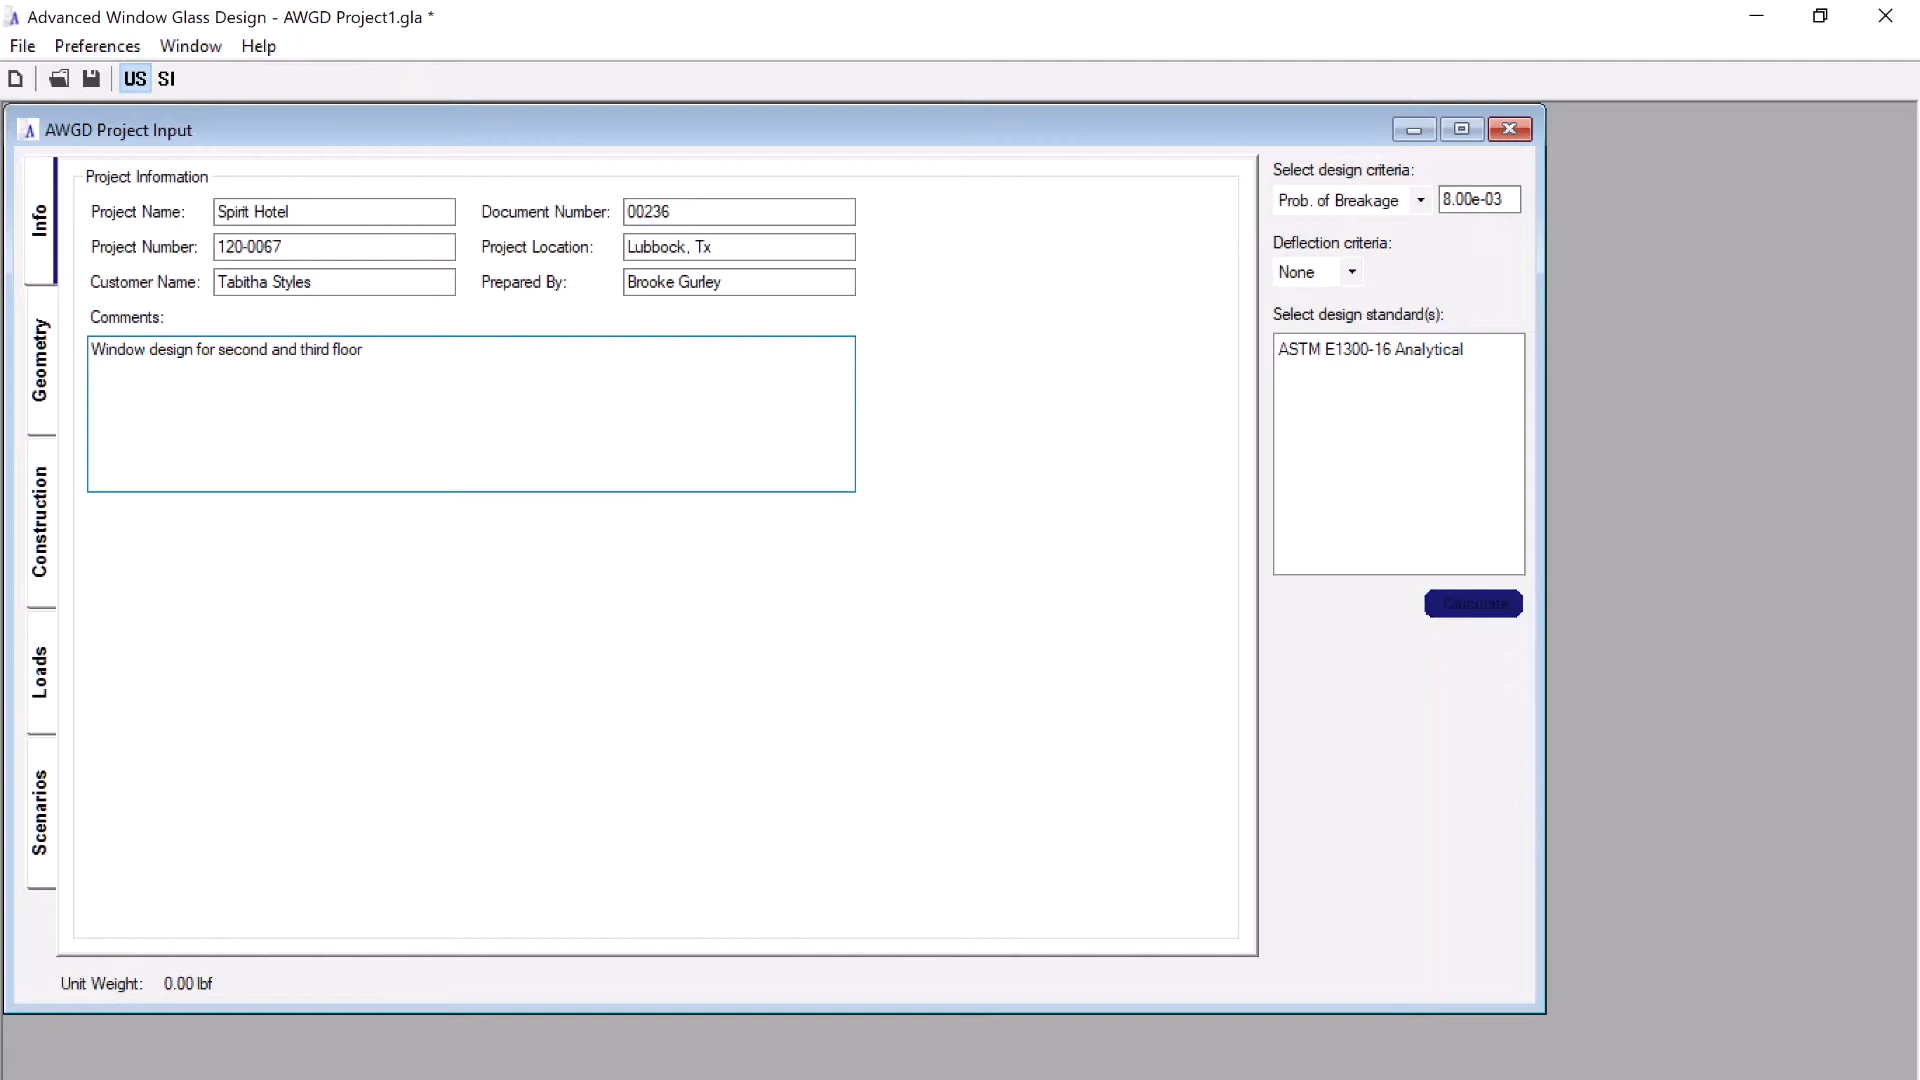 Advanced Window Glass Design - AWGD Project1.gla *
File Preferences Window Help
US SI
AWGD Project Input
Info
Geometry
Construction
Loads
Scenarios
Project Information
Project Name: Spirit Hotel Document Number: 00236
Project Number: 120-0067 Project Location: Lubbock, Tx
Customer Name: Tabitha Styles Prepared By: Brooke Gurley
Comments:
Window design for second and third floor
Select design criteria:
Prob. of Breakage 8.00e-03
Deflection criteria:
None
Select design standard(s):
ASTM E1300-16 Analytical
Calculate
Unit Weight: 0.00 lbf